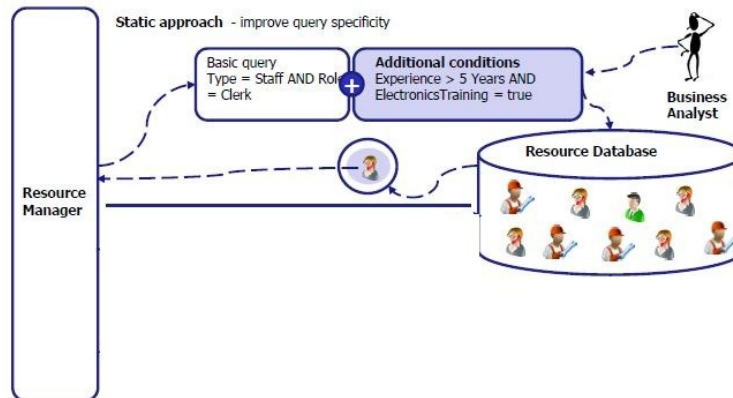 Static approach - improve query specificity
Basic query
Type = Staff AND Role
= Clerk
+
Additional conditions
Experience > 5 Years AND
ElectronicsTraining = true
Business
Analyst
Resource Database
Resource
Manager